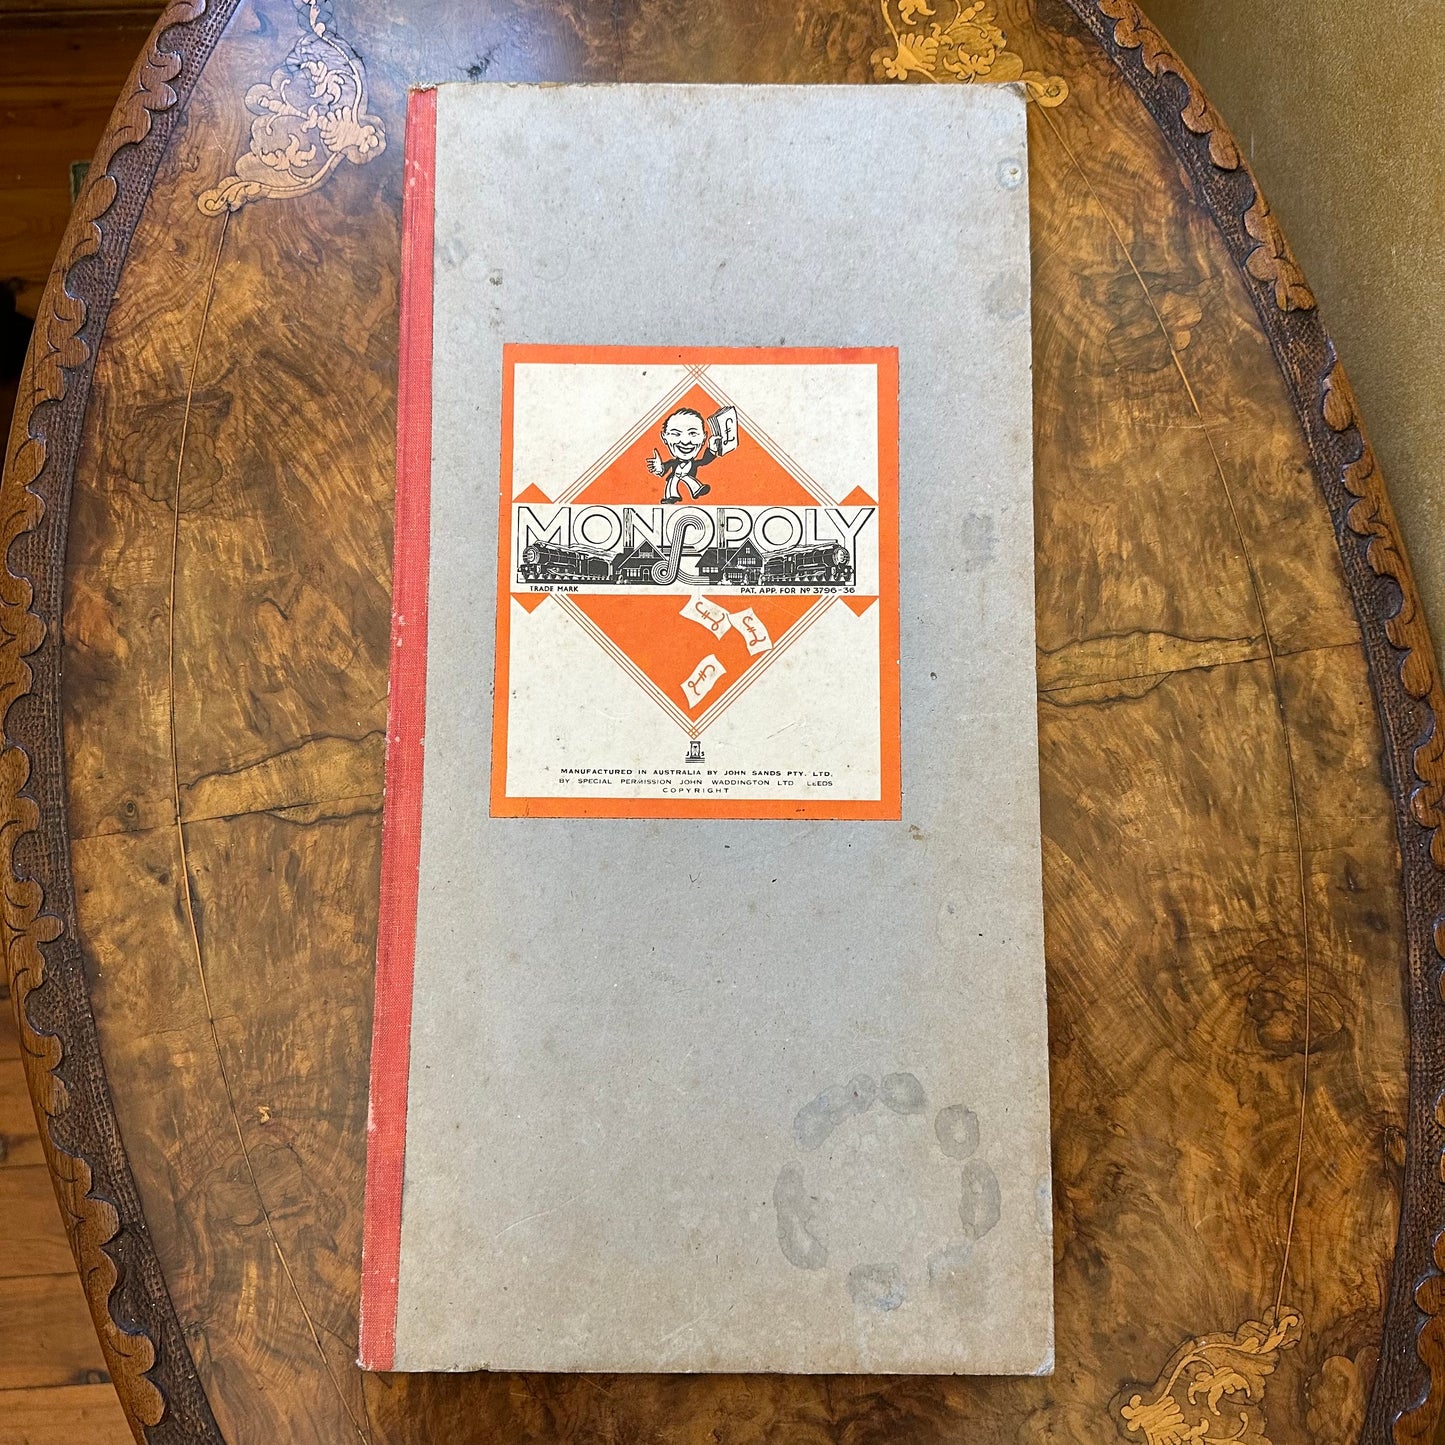 £
MONOPOLY
TRADE MARK PAT. APP. FOR Nº 3796-36
£ £
£
J S
MANUFACTURED IN AUSTRALIA BY JOHN SANDS PTY. LTD.
BY SPECIAL PERMISSION JOHN WADDINGTON LTD LEEDS
COPYRIGHT